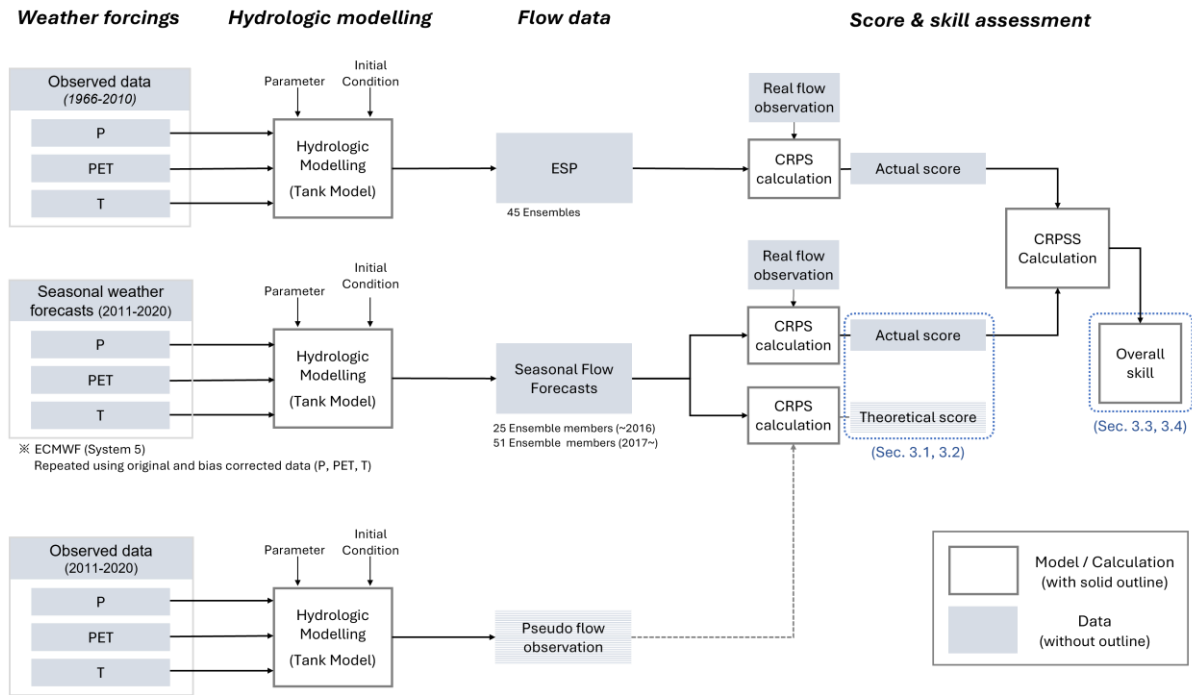 Weather forcings
Hydrologic modelling
Flow data
Score & skill assessment
Observed data
(1966-2010)
P
PET
T
Parameter
Initial
Condition
Hydrologic
Modelling
(Tank Model)
ESP
45 Ensembles
Real flow
observation
CRPS
calculation
Actual score
CRPSS
Calculation
Seasonal weather
forecasts (2011-2020)
P
PET
T
※ ECMWF (System 5)
Repeated using original and bias corrected data (P, PET, T)
Parameter
Initial
Condition
Hydrologic
Modelling
(Tank Model)
Seasonal Flow
Forecasts
25 Ensemble members (~2016)
51 Ensemble members (2017~)
Real flow
observation
CRPS
calculation
Actual score
CRPS
calculation
Theoretical score
(Sec. 3.1, 3.2)
Overall
skill
(Sec. 3.3, 3.4)
Observed data
(2011-2020)
P
PET
T
Parameter
Initial
Condition
Hydrologic
Modelling
(Tank Model)
Pseudo flow
observation
Model / Calculation
(with solid outline)
Data
(without outline)